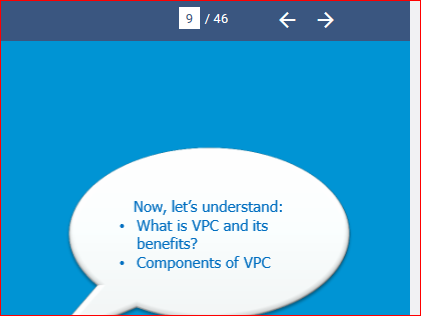 9 / 46
Now, let's understand:
• What is VPC and its
benefits?
• Components of VPC